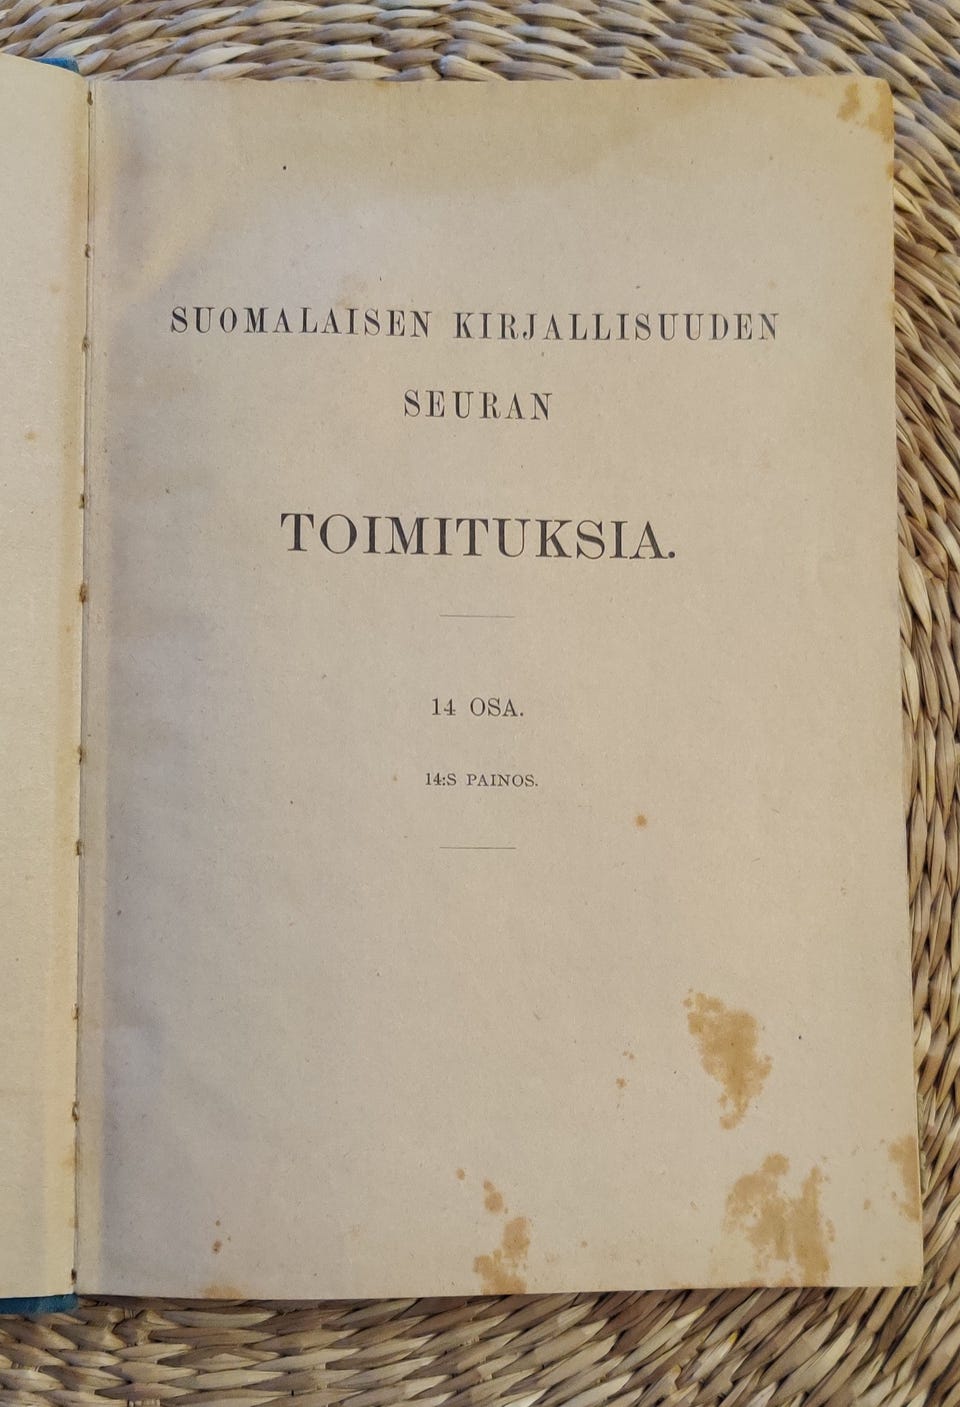 SUOMALAISEN KIRJALLISUUDEN
SEURAN
TOIMITUKSIA.
14 OSA.
14:S PAINOS.